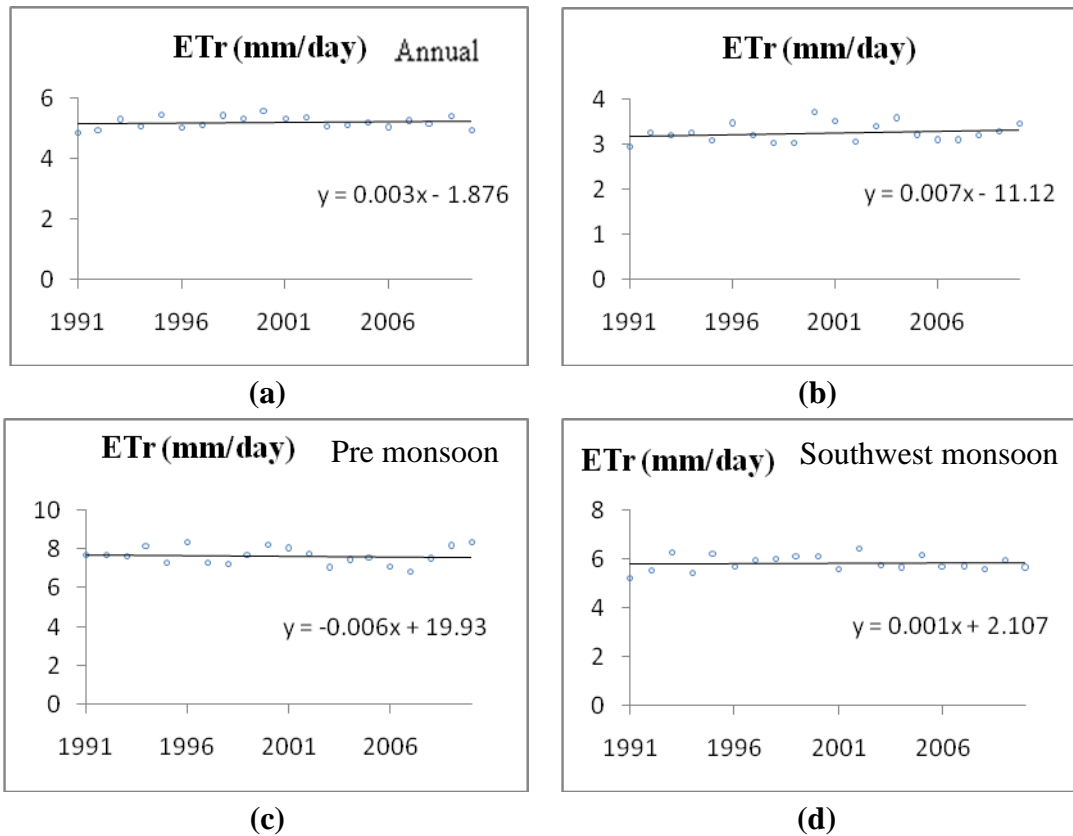 ETr (mm/day) Annual
6
4
2
0
y = 0.003x - 1.876
1991 1996 2001 2006
(a)
ETr (mm/day)
4
3
2
1
0
y = 0.007x - 11.12
1991 1996 2001 2006
(b)
ETr (mm/day) Pre monsoon
10
8
6
4
2
0
y = -0.006x + 19.93
1991 1996 2001 2006
(c)
ETr (mm/day) Southwest monsoon
8
6
4
2
0
y = 0.001x + 2.107
1991 1996 2001 2006
(d)